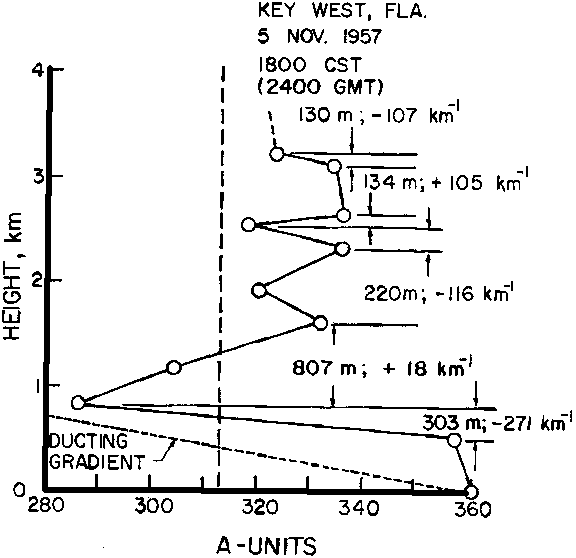 KEY WEST, FLA.
5 NOV. 1957
1800 CST
(2400 GMT)
130 m; -107 km⁻¹
134 m; +105 km⁻¹
220m; -116 km⁻¹
807 m; + 18 km⁻¹
303 m; -271 km⁻¹
DUCTING
GRADIENT
HEIGHT, km
4
3
2
1
0
280 300 320 340 360
A-UNITS